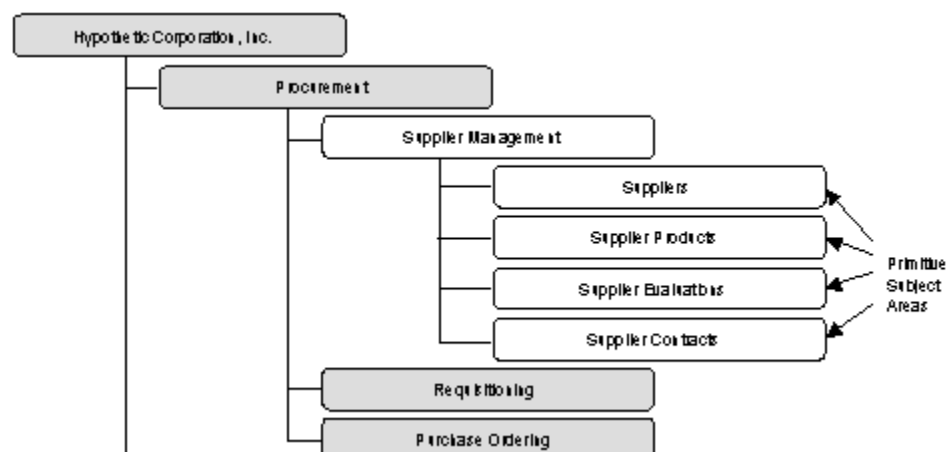 Hypothetic Corporation, Inc.
Procurement
Supplier Management
Suppliers
Supplier Products
Supplier Evaluations
Supplier Contracts
Primitive
Subject
Areas
Requisitioning
Purchase Ordering